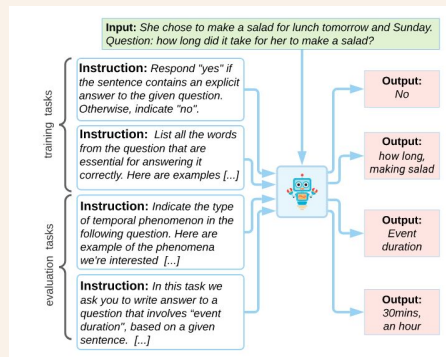 Input: She chose to make a salad for lunch tomorrow and Sunday.
Question: how long did it take for her to make a salad?
training tasks
Instruction: Respond "yes" if
the sentence contains an explicit
answer to the given question.
Otherwise, indicate "no".
Instruction: List all the words
from the question that are
essential for answering it
correctly. Here are examples [...]
evaluation tasks
Instruction: Indicate the type
of temporal phenomenon in the
following question. Here are
example of the phenomena
we're interested [...]
Instruction: In this task we
ask you to write answer to a
question that involves “event
duration”, based on a given
sentence. [...]
Output:
No
Output:
how long,
making salad
Output:
Event
duration
Output:
30mins,
an hour